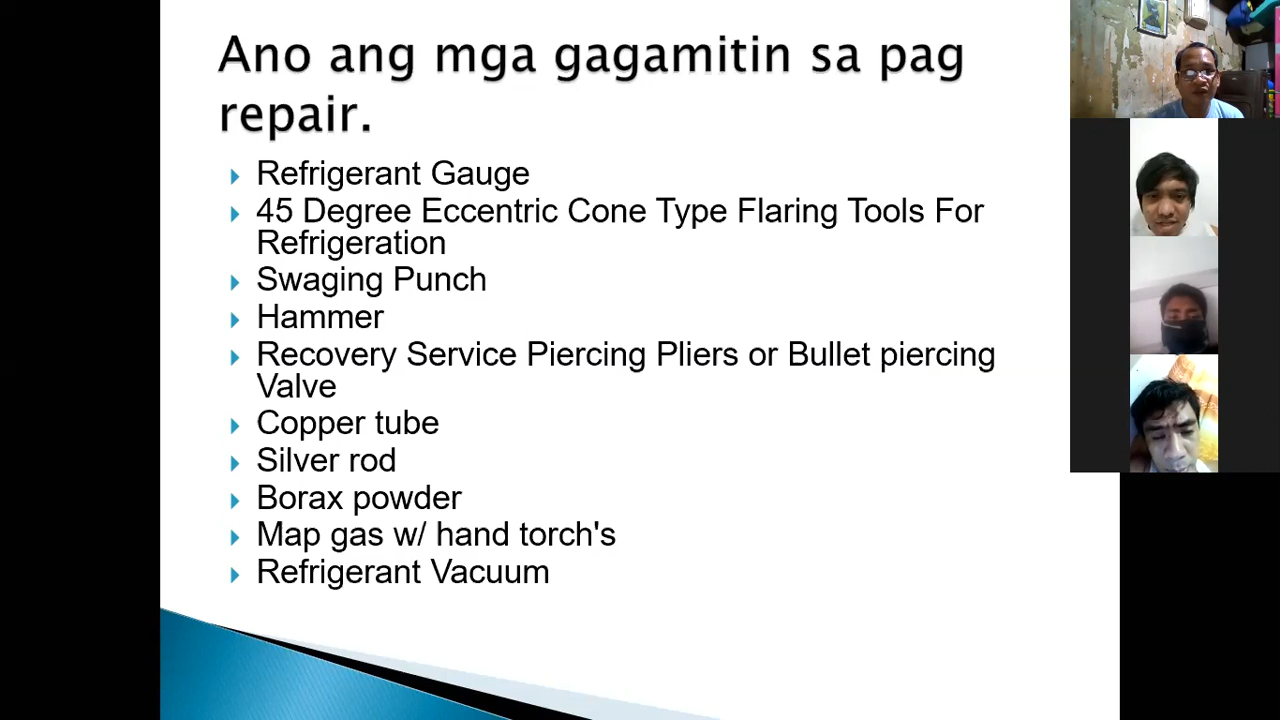 Ano ang mga gagamitin sa pag
repair.
Refrigerant Gauge
45 Degree Eccentric Cone Type Flaring Tools For
Refrigeration
Swaging Punch
Hammer
Recovery Service Piercing Pliers or Bullet piercing
Valve
Copper tube
Silver rod
Borax powder
Map gas w/ hand torch's
Refrigerant Vacuum